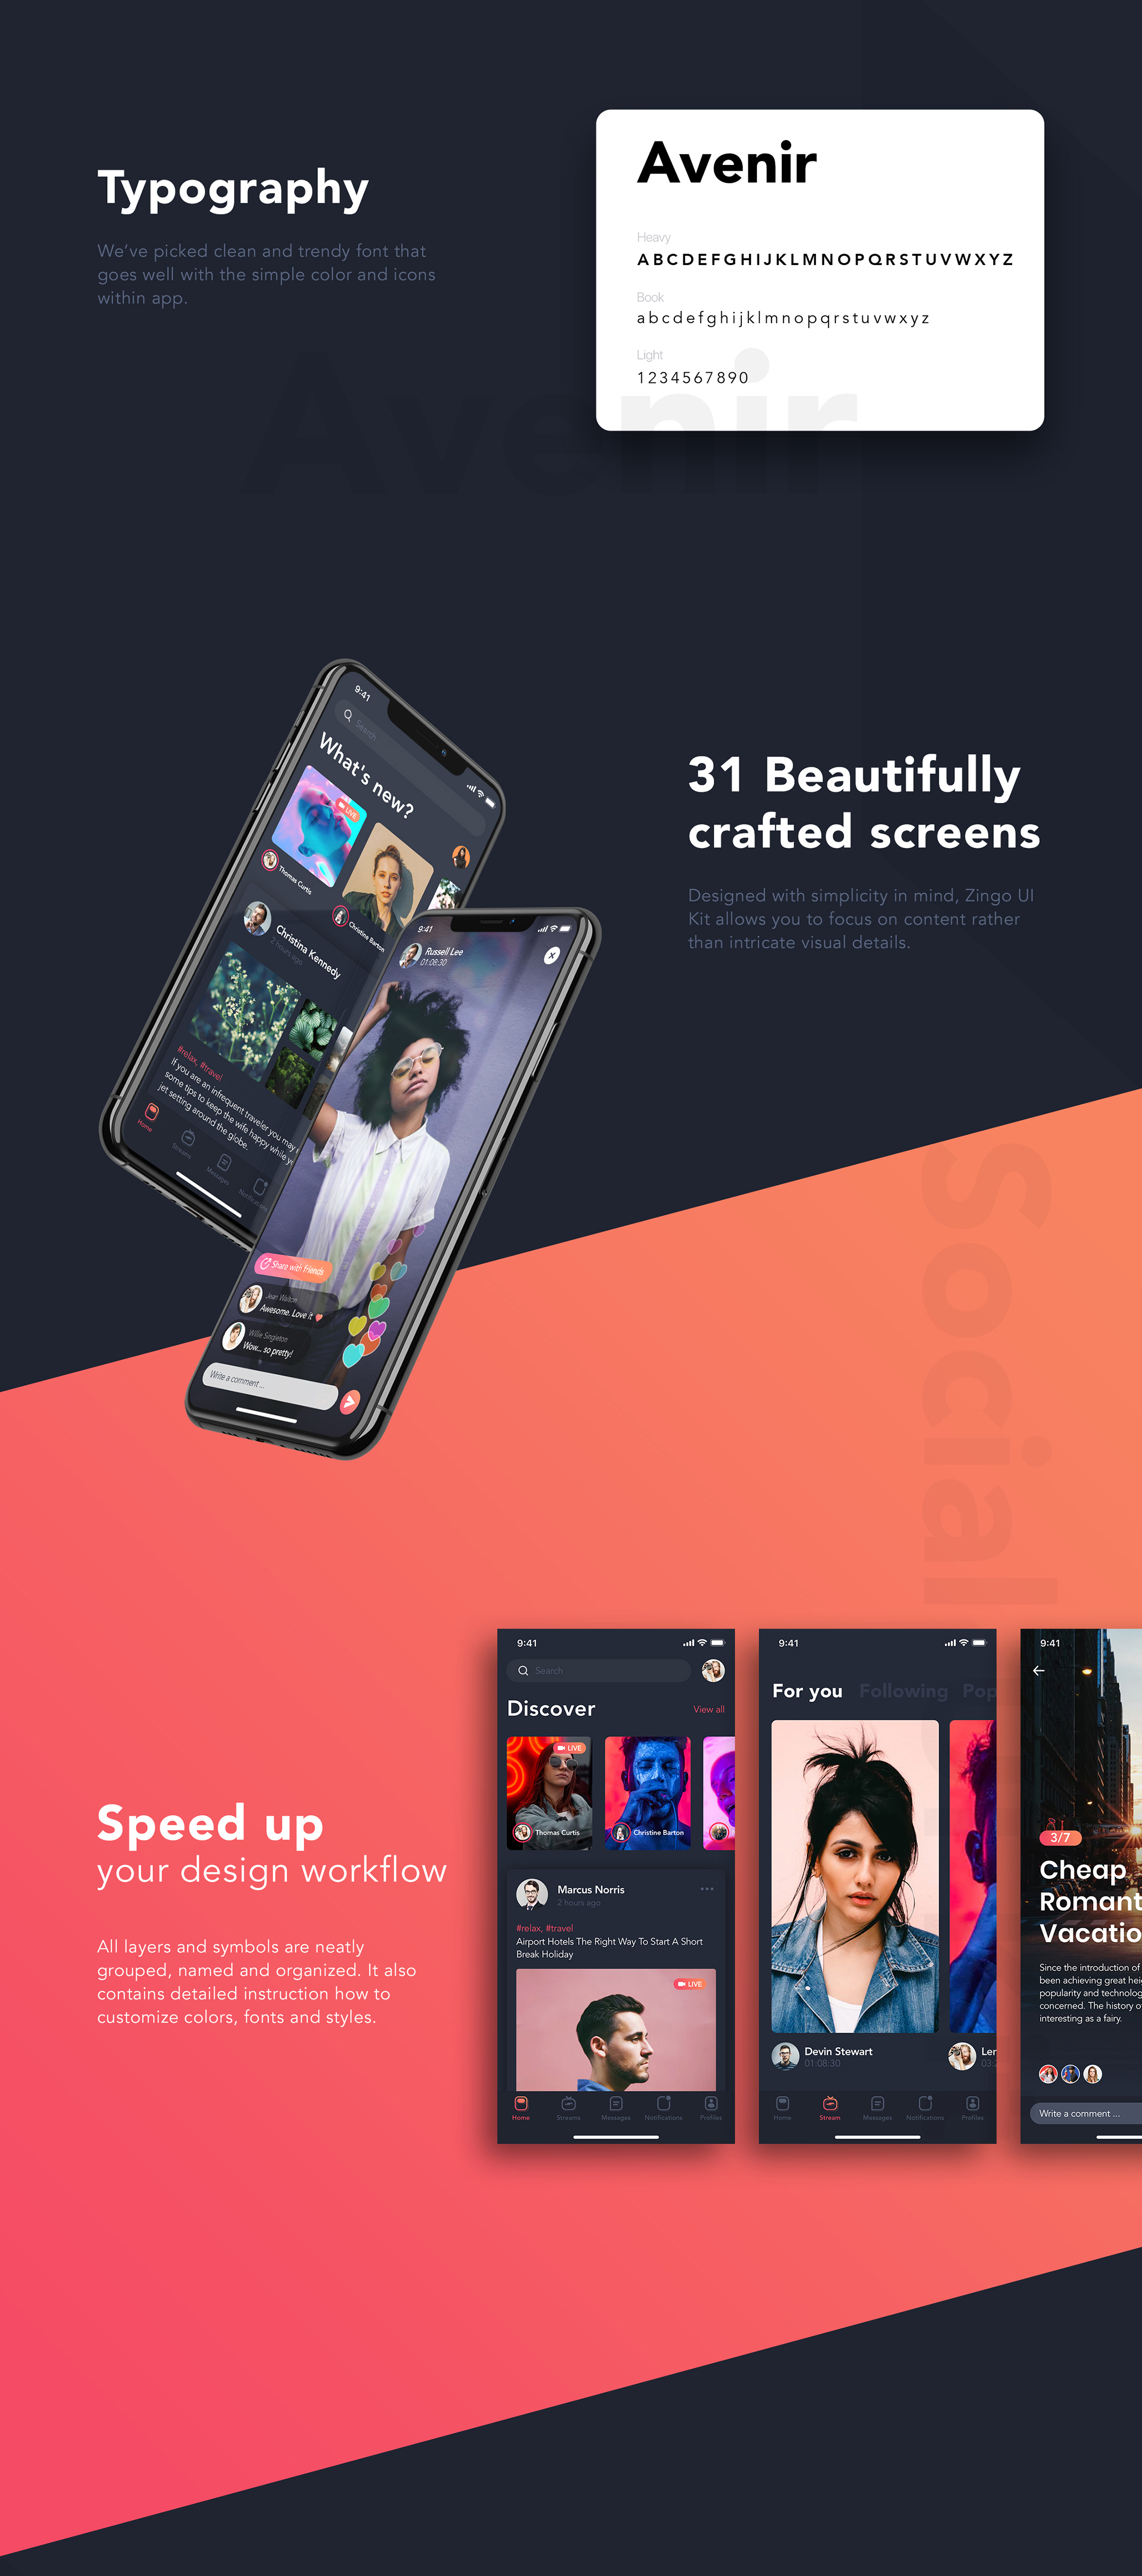 Typography
We've picked clean and trendy font that
goes well with the simple color and icons
within app.
Avenir
Heavy
ABCDEFGHIJKLMNOPQRSTUVWXYZ
Book
abcdefghijklmnopqrstuvwxyz
Light
1234567890
Avenir
9:41
Search
What's new?
LIVE
Thomas Curtis
Christine Barton
Christina Kennedy
2 hours ago
#relax, #travel
If you are an infrequent traveler you may
some tips to keep the wife happy while
jet setting around the globe.
Home
Streams
Messages
Notifications
9:41
Russell Lee
01:08:30
Share with friends
Jean Walton
Awesome. Love it
Willie Singleton
Wow... so pretty!
Write a comment ...
31 Beautifully
crafted screens
Designed with simplicity in mind, Zingo UI
Kit allows you to focus on content rather
than intricate visual details.
Social
Speed up
your design workflow
All layers and symbols are neatly
grouped, named and organized. It also
contains detailed instruction how to
customize colors, fonts and styles.
9:41
Search
Discover
View all
LIVE
Thomas Curtis
Christine Barton
Marcus Norris
2 hours ago
#relax, #travel
Airport Hotels The Right Way To Start A Short
Break Holiday
LIVE
Home
Streams
Messages
Notifications
Profiles
9:41
For you
Following
Pop
Devin Stewart
01:08:30
Ler
03:2
Home
Stream
Messages
Notifications
Profiles
9:41
3/7
Cheap
Romant
Vacatio
Since the introduction of
been achieving great hei
popularity and technolog
concerned. The history o
interesting as a fairy.
Write a comment ...